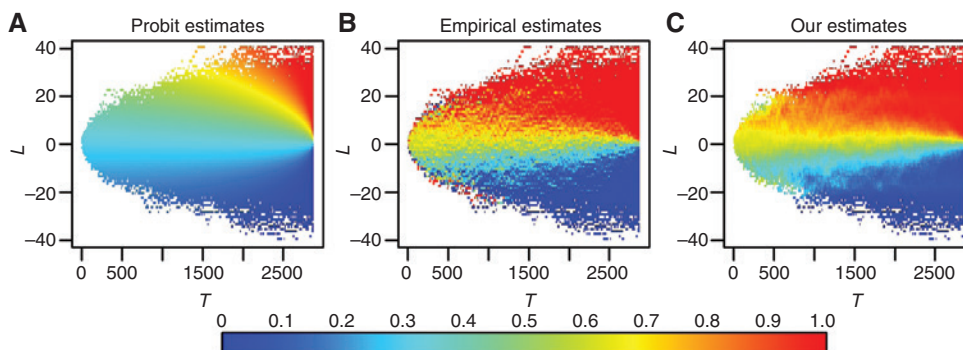 A Probit estimates B Empirical estimates C Our estimates
40 40 40
20 20 20
L 0 L 0 L 0
–20 –20 –20
–40 –40 –40
0 500 1500 2500 0 500 1500 2500 0 500 1500 2500
T T T
0 0.1 0.2 0.3 0.4 0.5 0.6 0.7 0.8 0.9 1.0